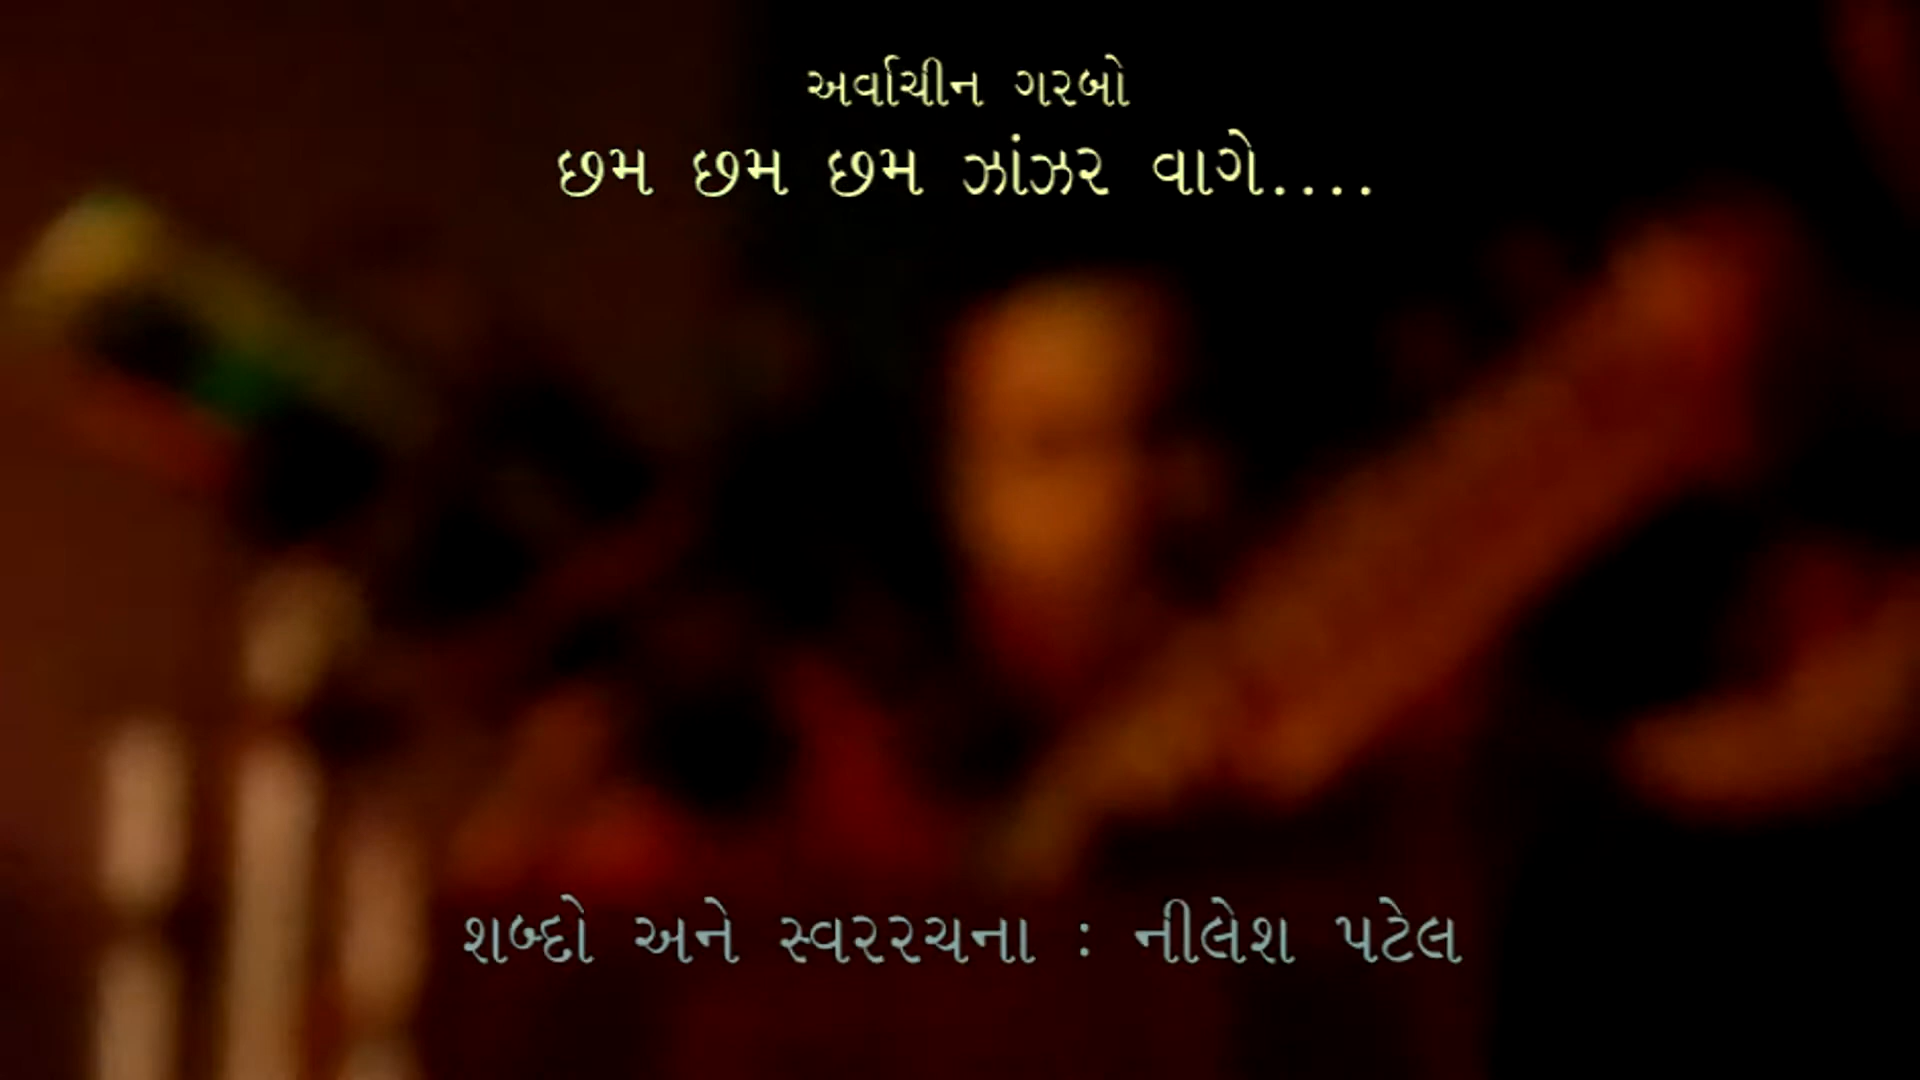 અર્વાચીન ગરબો
છમ છમ છમ ઝાંઝર વાગે....
શબ્દો અને સ્વરરચના : નીલેશ પટેલ